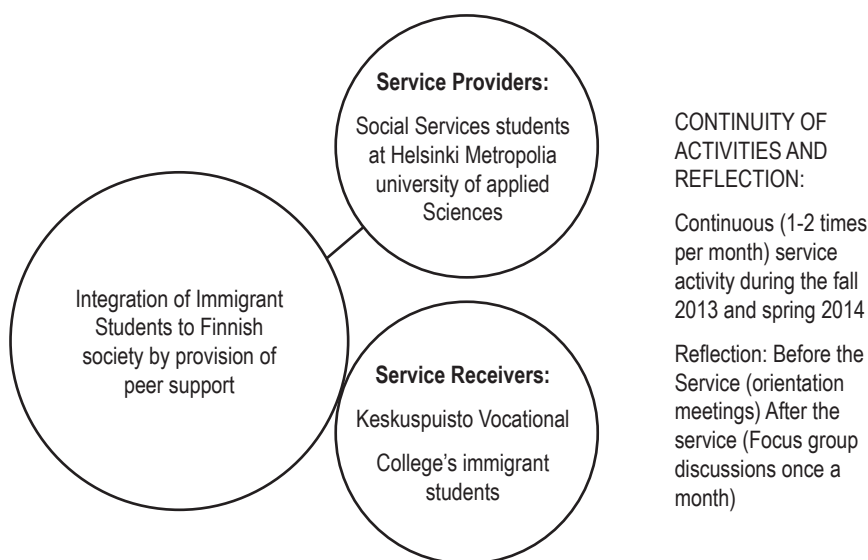 Service Providers:
Social Services students
at Helsinki Metropolia
university of applied
Sciences
Integration of Immigrant
Students to Finnish
society by provision of
peer support
Service Receivers:
Keskuspuisto Vocational
College's immigrant
students
CONTINUITY OF
ACTIVITIES AND
REFLECTION:
Continuous (1-2 times
per month) service
activity during the fall
2013 and spring 2014
Reflection: Before the
Service (orientation
meetings) After the
service (Focus group
discussions once a
month)